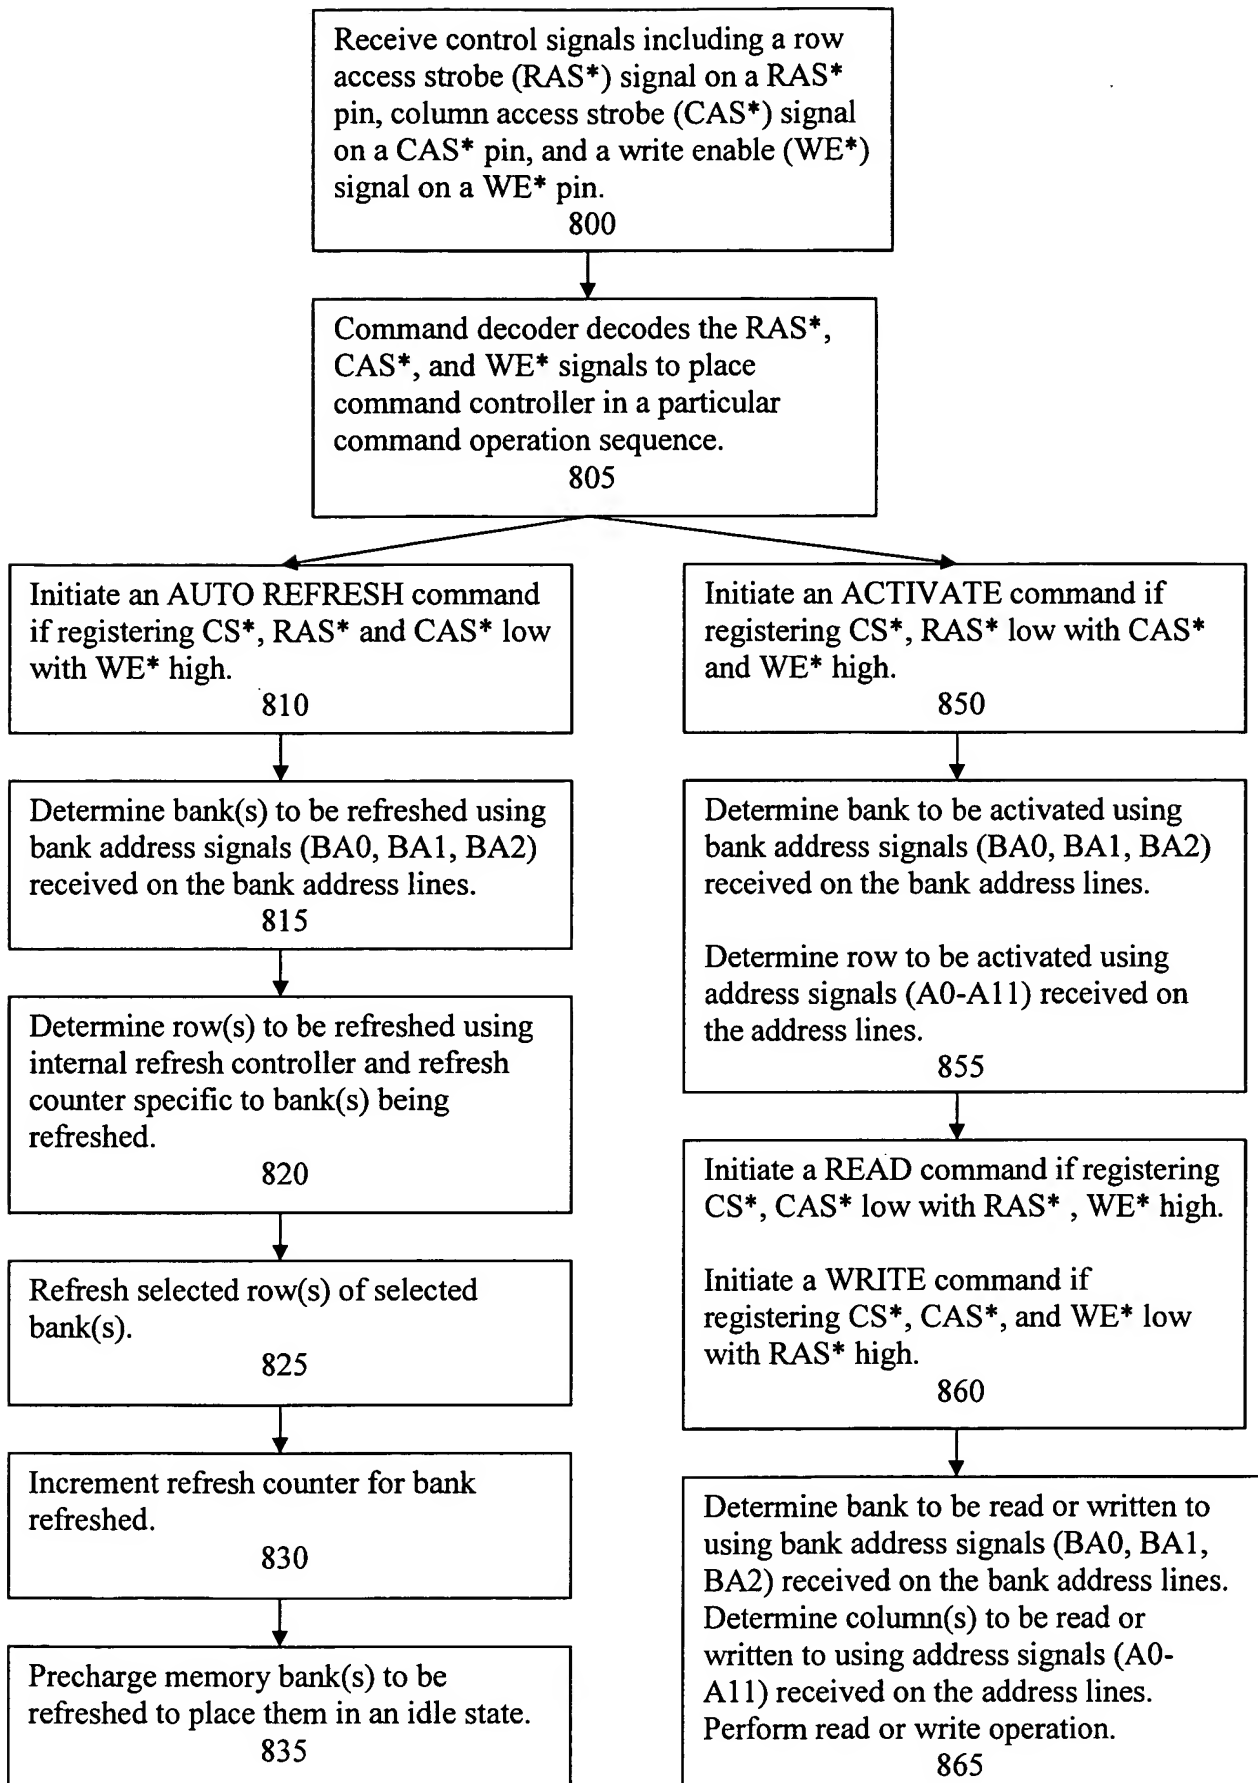 Receive control signals including a row
access strobe (RAS*) signal on a RAS*
pin, column access strobe (CAS*) signal
on a CAS* pin, and a write enable (WE*)
signal on a WE* pin.
800
Command decoder decodes the RAS*,
CAS*, and WE* signals to place
command controller in a particular
command operation sequence.
805
Initiate an AUTO REFRESH command
if registering CS*, RAS* and CAS* low
with WE* high.
810
Determine bank(s) to be refreshed using
bank address signals (BA0, BA1, BA2)
received on the bank address lines.
815
Determine row(s) to be refreshed using
internal refresh controller and refresh
counter specific to bank(s) being
refreshed.
820
Refresh selected row(s) of selected
bank(s).
825
Increment refresh counter for bank
refreshed.
830
Precharge memory bank(s) to be
refreshed to place them in an idle state.
835
Initiate an ACTIVATE command if
registering CS*, RAS* low with CAS*
and WE* high.
850
Determine bank to be activated using
bank address signals (BA0, BA1, BA2)
received on the bank address lines.
Determine row to be activated using
address signals (A0-A11) received on
the address lines.
855
Initiate a READ command if registering
CS*, CAS* low with RAS* , WE* high.
Initiate a WRITE command if
registering CS*, CAS*, and WE* low
with RAS* high.
860
Determine bank to be read or written to
using bank address signals (BA0, BA1,
BA2) received on the bank address lines.
Determine column(s) to be read or
written to using address signals (A0-
A11) received on the address lines.
Perform read or write operation.
865